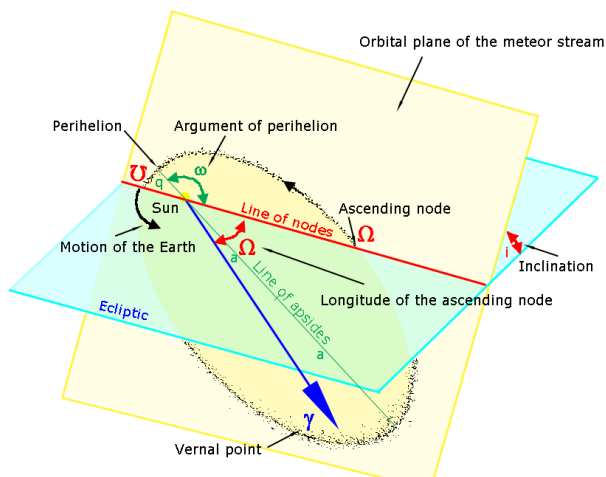 Orbital plane of the meteor stream
Perihelion
Argument of perihelion
ω
℧
q
Sun
Line of nodes
Ascending node
Ω
Motion of the Earth
Ω
a
i
Inclination
Line of apsides
Longitude of the ascending node
Ecliptic
a
γ
Vernal point